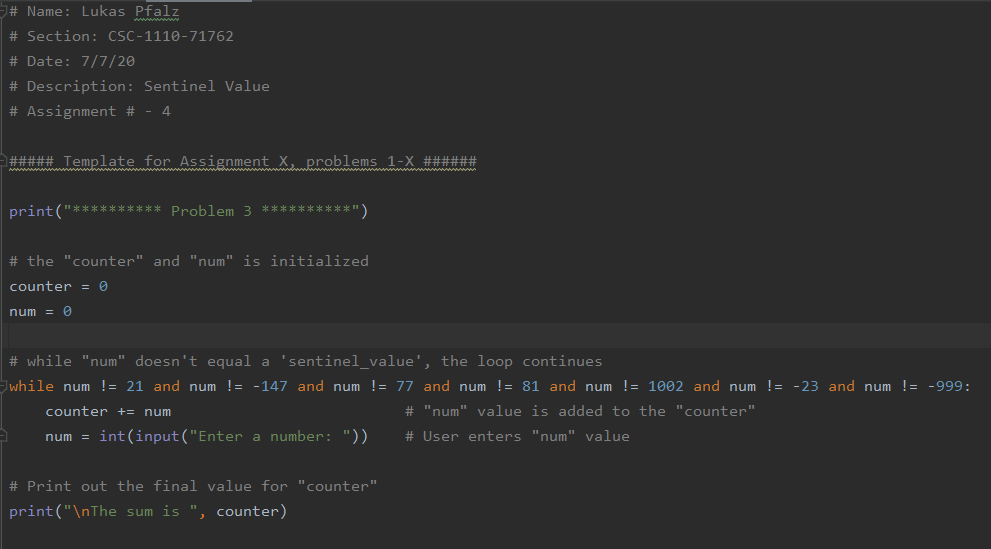 # Name: Lukas Pfalz
# Section: CSC-1110-71762
# Date: 7/7/20
# Description: Sentinel Value
# Assignment # - 4
##### Template for Assignment X, problems 1-X ######
print("********** Problem 3 **********")
# the "counter" and "num" is initialized
counter = 0
num = 0
# while "num" doesn't equal a 'sentinel_value', the loop continues
while num != 21 and num != -147 and num != 77 and num != 81 and num != 1002 and num != -23 and num != -999:
    counter += num                          # "num" value is added to the "counter"
    num = int(input("Enter a number: "))    # User enters "num" value
# Print out the final value for "counter"
print("\nThe sum is ", counter)